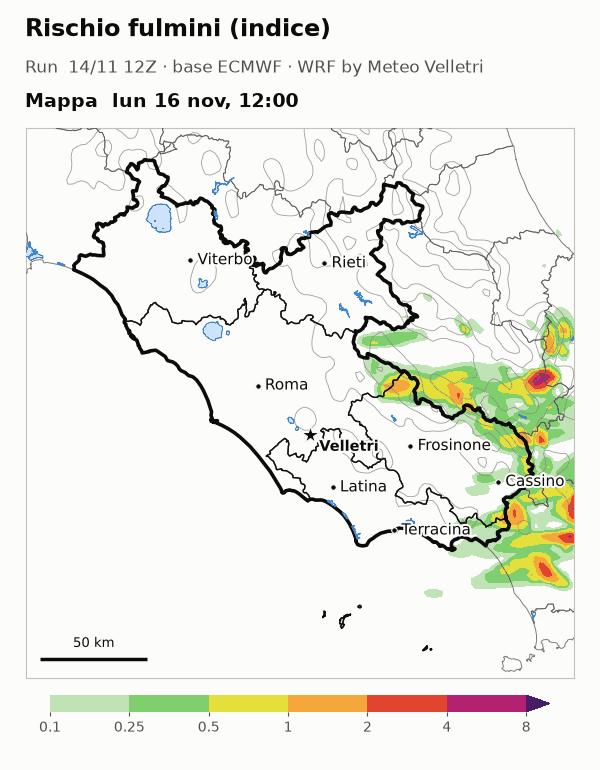 Rischio fulmini (indice)
Run  14/11 12Z · base ECMWF · WRF by Meteo Velletri
Mappa  lun 16 nov, 12:00
Viterbo
Rieti
Roma
Velletri
Frosinone
Cassino
Latina
Terracina
50 km
0.1 0.25 0.5 1 2 4 8